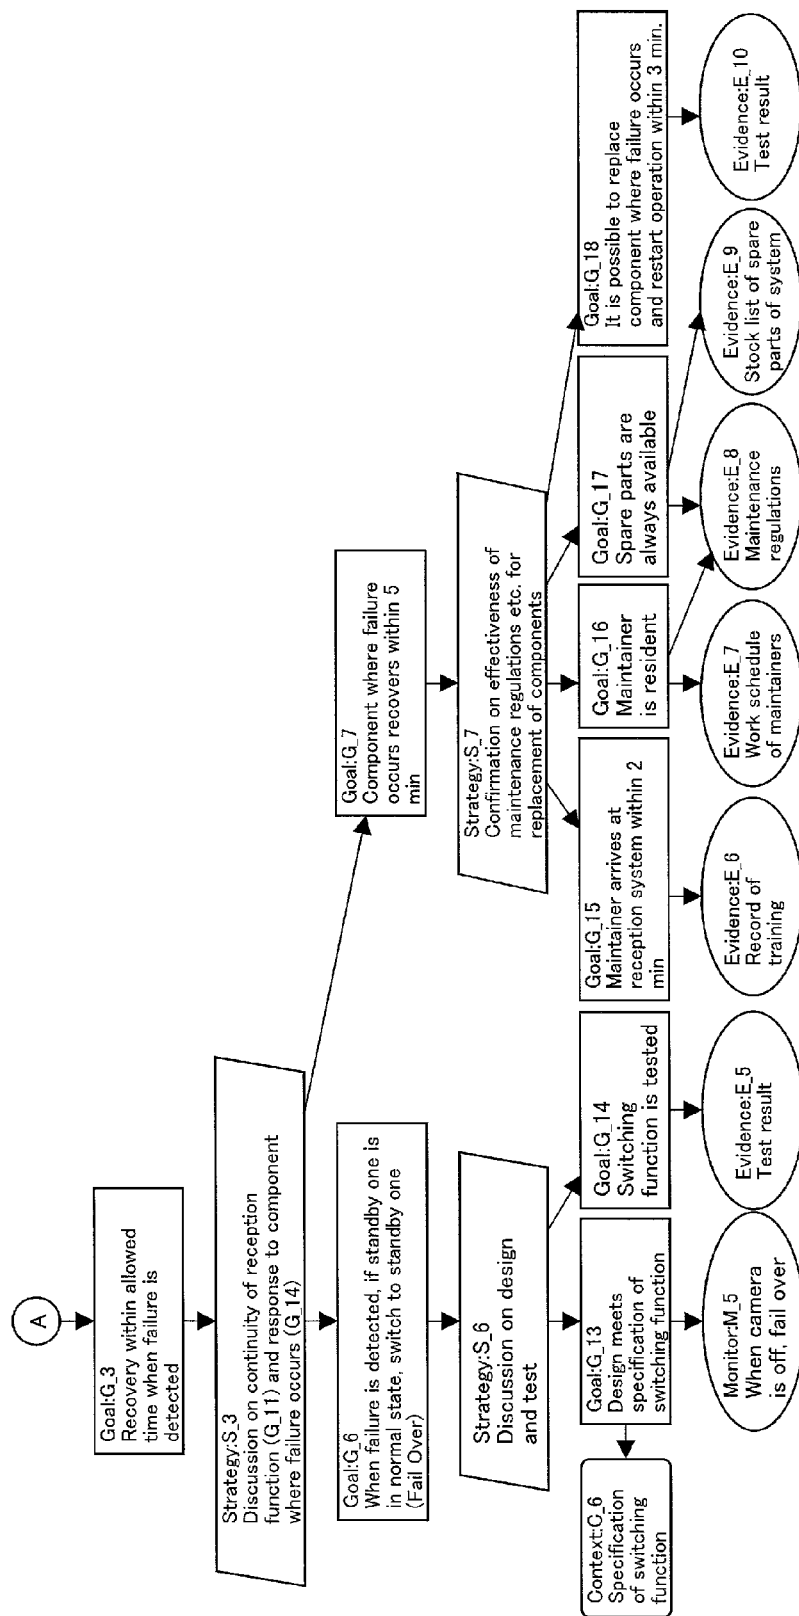 A
Goal:G_3
Recovery within allowed
time when failure is
detected
Strategy:S_3
Discussion on continuity of reception
function (G_11) and response to component
where failure occurs (G_14)
Goal:G_6
When failure is detected, if standby one is
in normal state, switch to standby one
(Fail Over)
Goal:G_7
Component where failure
occurs recovers within 5
min
Strategy:S_6
Discussion on design
and test
Strategy:S_7
Confirmation on effectiveness of
maintenance regulations etc. for
replacement of components
Context:C_6
Specification
of switching
function
Goal:G_13
Design meets
specification of
switching function
Goal:G_14
Switching
function is tested
Goal:G_15
Maintainer arrives at
reception system within 2
min
Goal:G_16
Maintainer
is resident
Goal:G_17
Spare parts are
always available
Goal:G_18
It is possible to replace
component where failure occurs
and restart operation within 3 min.
Monitor:M_5
When camera
is off, fail over
Evidence:E_5
Test result
Evidence:E_6
Record of
training
Evidence:E_7
Work schedule
of maintainers
Evidence:E_8
Maintenance
regulations
Evidence:E_9
Stock list of spare
parts of system
Evidence:E_10
Test result